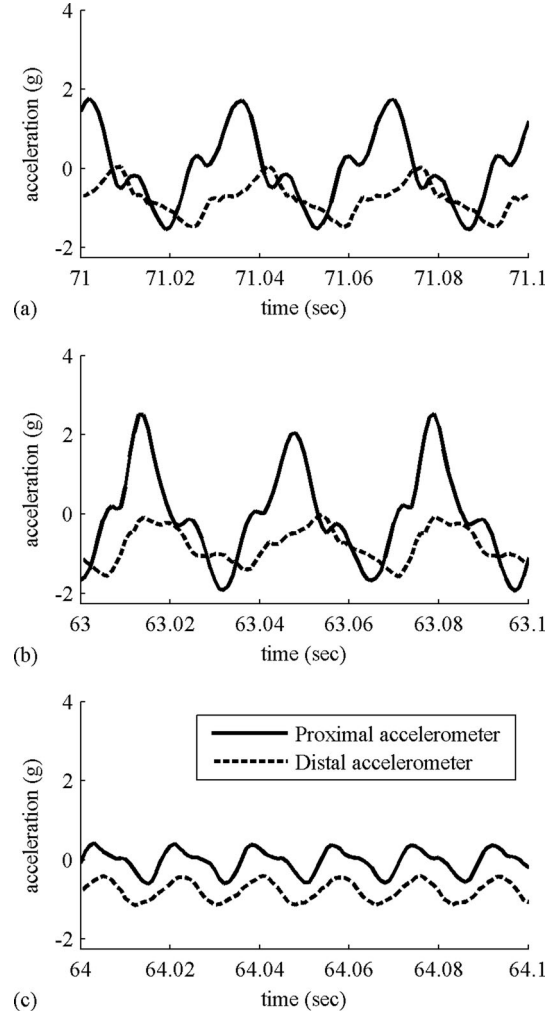 4
2
0
-2
acceleration (g)
71 71.02 71.04 71.06 71.08 71.1
time (sec)
(a)
4
2
0
-2
acceleration (g)
63 63.02 63.04 63.06 63.08 63.1
time (sec)
(b)
4
2
0
-2
acceleration (g)
Proximal accelerometer
Distal accelerometer
64 64.02 64.04 64.06 64.08 64.1
time (sec)
(c)